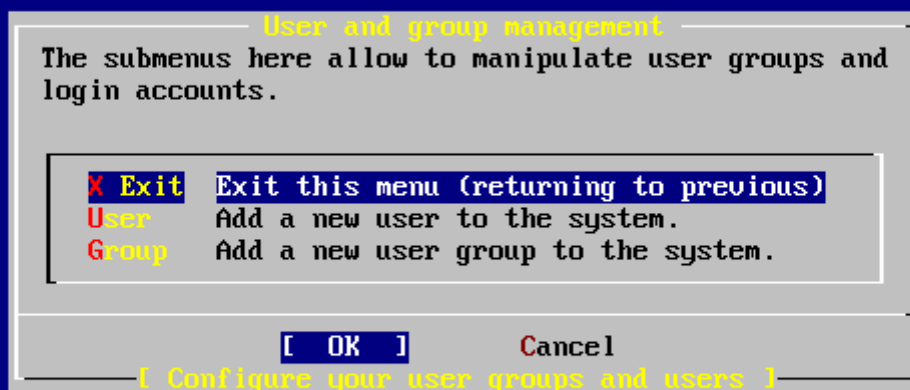 User and group management
The submenus here allow to manipulate user groups and
login accounts.
X Exit Exit this menu (returning to previous)
User Add a new user to the system.
Group Add a new user group to the system.
[ OK ] Cancel
[ Configure your user groups and users ]